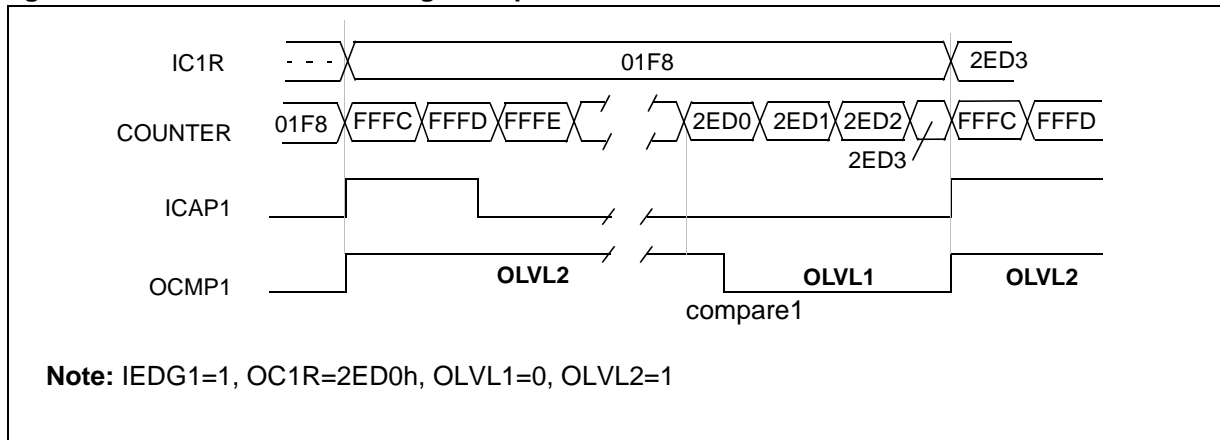 IC1R
- - -
01F8
2ED3
COUNTER
01F8 FFFC FFFD FFFE 2ED0 2ED1 2ED2 FFFC FFFD
2ED3
ICAP1
OCMP1
OLVL2
OLVL1
OLVL2
compare1
Note: IEDG1=1, OC1R=2ED0h, OLVL1=0, OLVL2=1